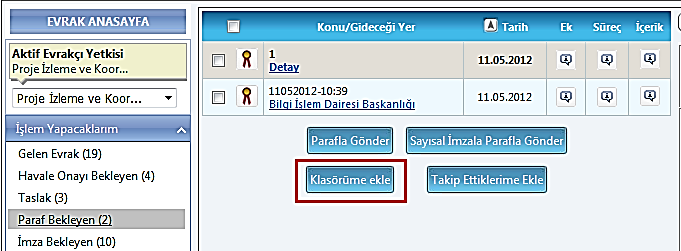 EVRAK ANASAYFA
Aktif Evrakçı Yetkisi
Proje İzleme ve Koor...
Proje İzleme ve Koor...
İşlem Yapacaklarım
Gelen Evrak (19)
Havale Onayı Bekleyen (4)
Taslak (3)
Paraf Bekleyen (2)
İmza Bekleyen (10)
Konu/Gideceği Yer Tarih Ek Süreç İçerik
1
Detay 11.05.2012
11052012-10:39
Bilgi İşlem Dairesi Başkanlığı 11.05.2012
Parafla Gönder Sayısal İmzala Parafla Gönder
Klasörüme ekle Takip Ettiklerime Ekle